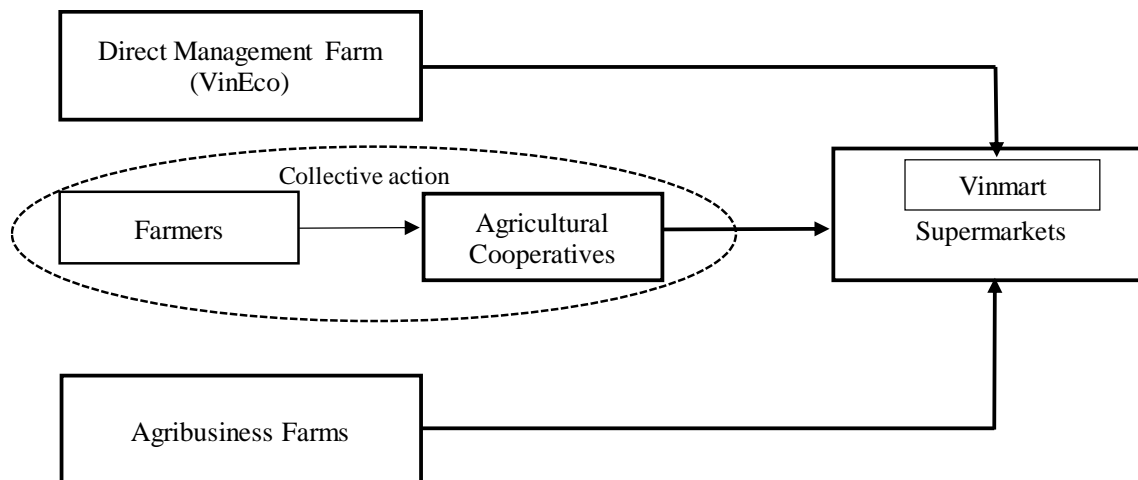 Direct Management Farm
(VinEco)
Collective action
Farmers
Agricultural
Cooperatives
Vinmart
Supermarkets
Agribusiness Farms